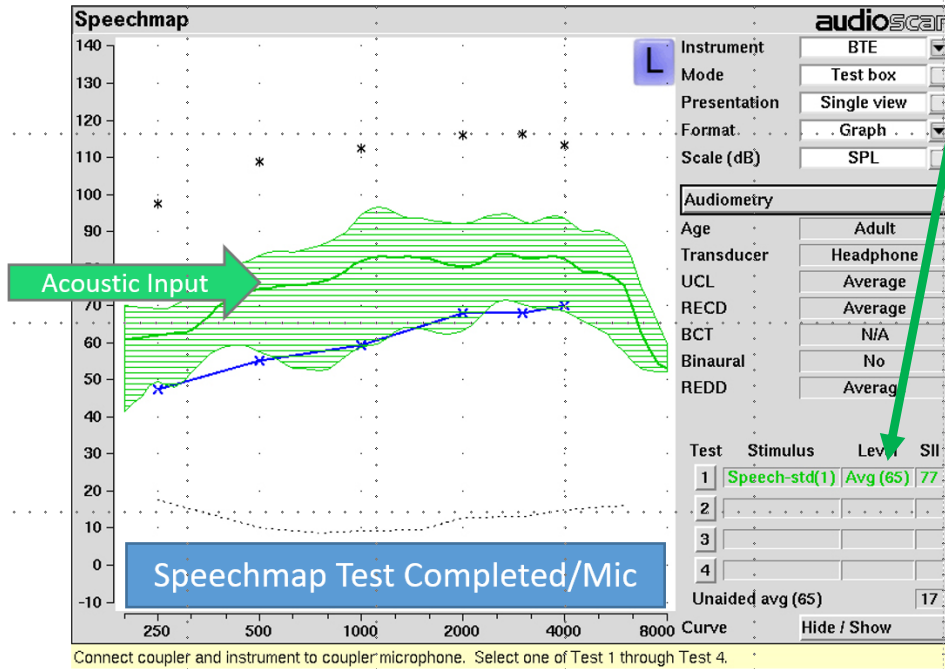 Speechmap
audioscan
140
130
120
110
100
90
70
60
50
40
30
20
10
0
-10
250 500 1000 2000 4000 8000
L
Acoustic Input
Speechmap Test Completed/Mic
Instrument BTE
Mode Test box
Presentation Single view
Format Graph
Scale (dB) SPL
Audiometry
Age Adult
Transducer Headphone
UCL Average
RECD Average
BCT N/A
Binaural No
REDD Averag
Test Stimulus Level SII
1 Speech-std(1) Avg (65) 77
2
3
4
Unaided avg (65) 17
Curve Hide / Show
Connect coupler and instrument to coupler microphone. Select one of Test 1 through Test 4.